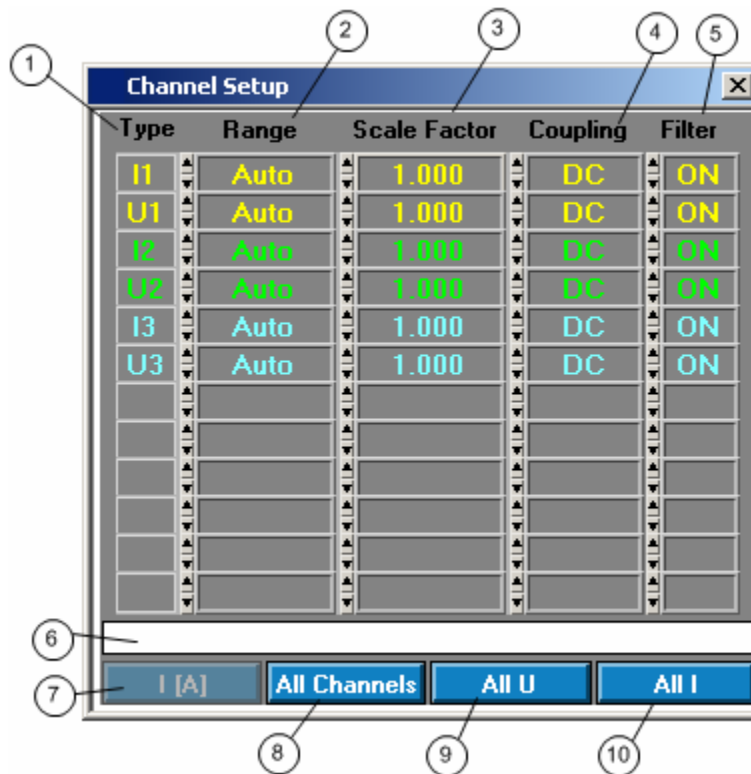 2 3 4 5
1
Channel Setup
Type Range Scale Factor Coupling Filter
I1 Auto 1.000 DC ON
U1 Auto 1.000 DC ON
I2 Auto 1.000 DC ON
U2 Auto 1.000 DC ON
I3 Auto 1.000 DC ON
U3 Auto 1.000 DC ON
6
7 I [A] All Channels All U All I
8 9 10